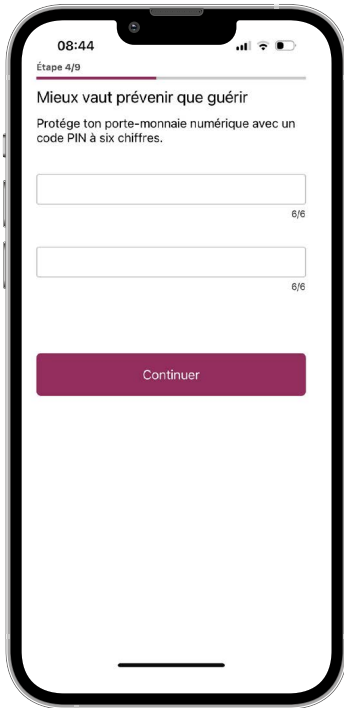 08:44
Étape 4/9
Mieux vaut prévenir que guérir
Protége ton porte-monnaie numérique avec un
code PIN à six chiffres.
6/6
6/6
Continuer